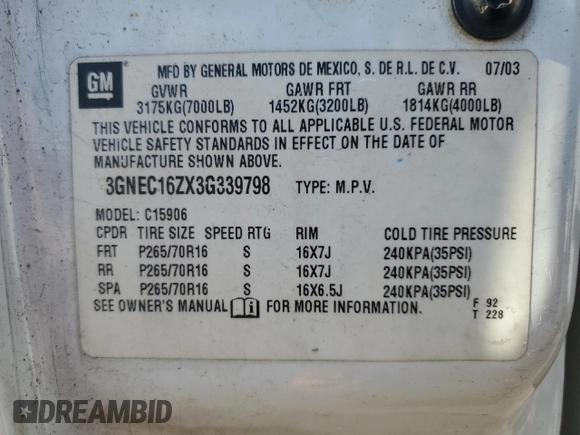 GM
MFD BY GENERAL MOTORS DE MEXICO, S. DE R.L. DE C.V. 07/03
GVWR GAWR FRT GAWR RR
3175KG(7000LB) 1452KG(3200LB) 1814KG(4000LB)
THIS VEHICLE CONFORMS TO ALL APPLICABLE U.S. FEDERAL MOTOR
VEHICLE SAFETY STANDARDS IN EFFECT ON THE DATE OF
MANUFACTURE SHOWN ABOVE.
3GNEC16ZX3G339798 TYPE: M.P.V.
MODEL: C15906
CPDR TIRE SIZE SPEED RTG RIM COLD TIRE PRESSURE
FRT P265/70R16 S 16X7J 240KPA(35PSI)
RR P265/70R16 S 16X7J 240KPA(35PSI)
SPA P265/70R16 S 16X6.5J 240KPA(35PSI)
SEE OWNER'S MANUAL i FOR MORE INFORMATION.
F 92
T 228
DREAMBID